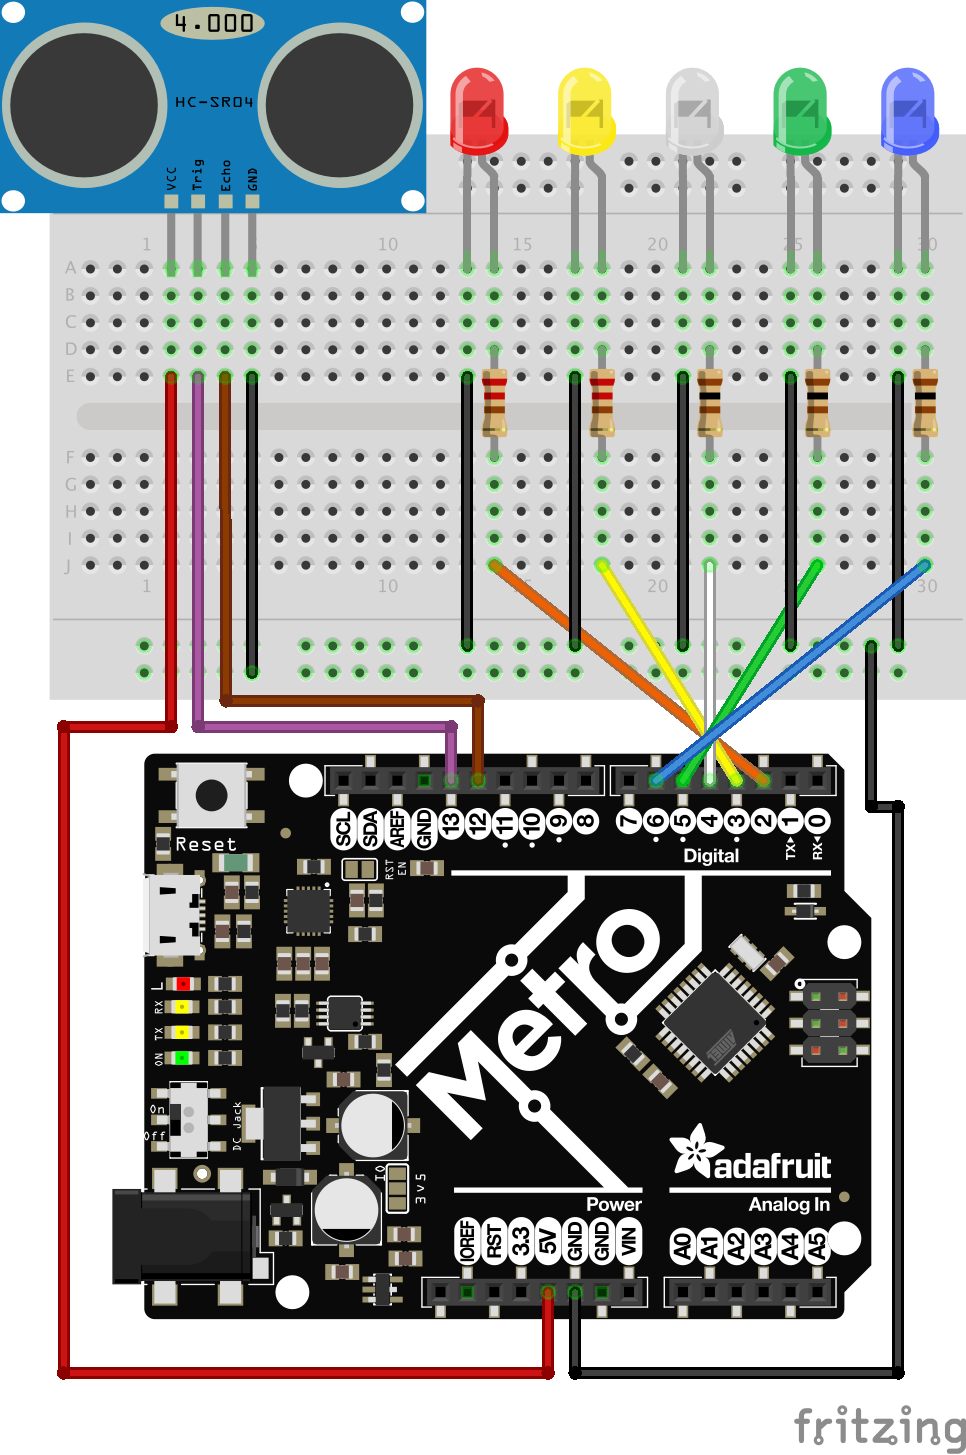 4.000
HC-SR04
VCC Trig Echo GND
1 10 15 20 25 30
A
B
C
D
E
F
G
H
I
J
1 10 15 20 30
SCL SDA AREF GND 13 12 11 10 9 8 7 6 5 4 3 2 1 0
TX▸ RX◂
Digital
Reset
RST
EN
L
RX
TX
ON
Metro
On
Off
DC Jack
IO
3v5
ATMEL
adafruit
Power
Analog In
IOREF RST 3.3 5V GND GND VIN A0 A1 A2 A3 A4 A5
fritzing